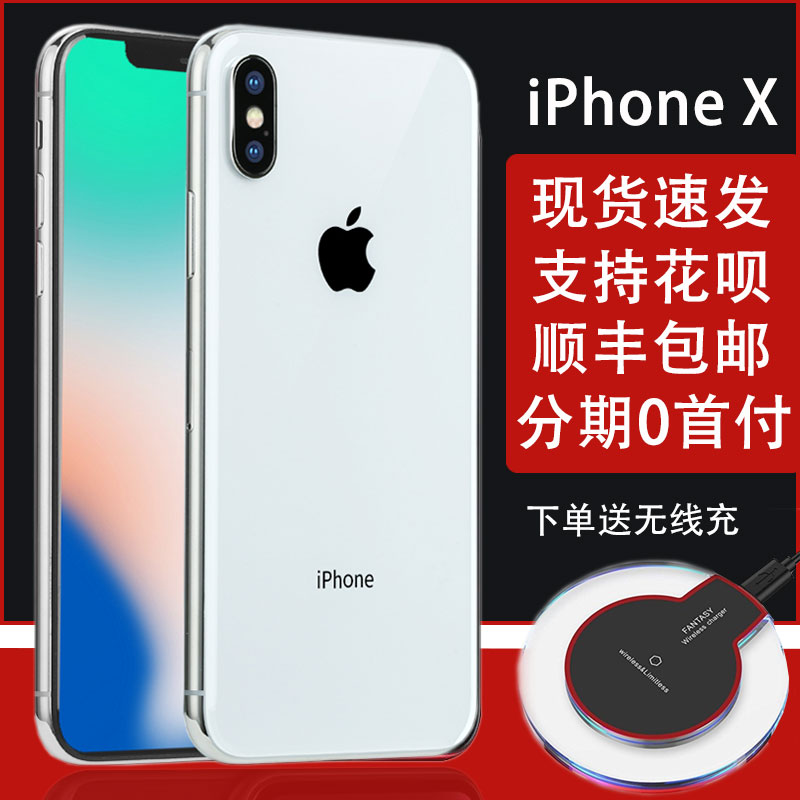 iPhone X
现货速发
支持花呗
顺丰包邮
分期0首付
下单送无线充
iPhone
FANTASY
Wireless charger
wireless&Limitless